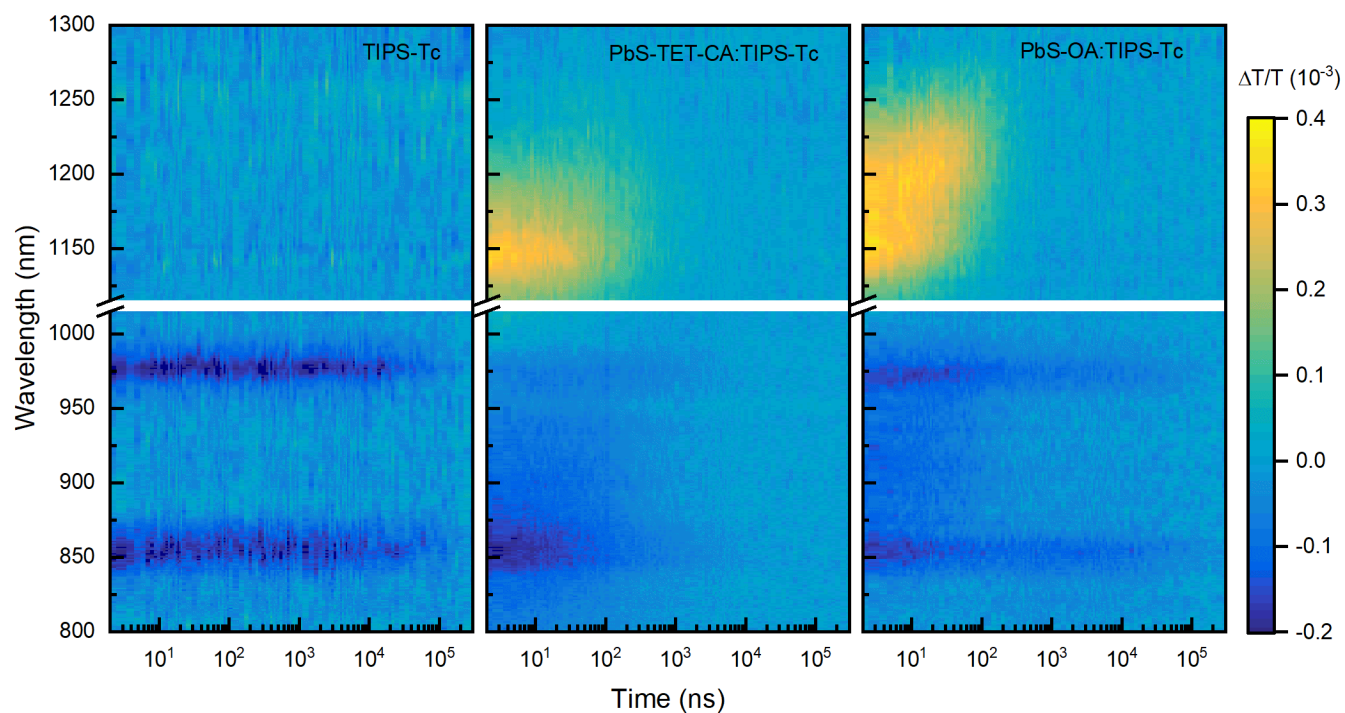 TIPS-Tc
PbS-TET-CA:TIPS-Tc
PbS-OA:TIPS-Tc
ΔT/T (10⁻³)
Wavelength (nm)
1300
1250
1200
1150
1000
950
900
850
800
0.4
0.3
0.2
0.1
0.0
-0.1
-0.2
10¹ 10² 10³ 10⁴ 10⁵
10¹ 10² 10³ 10⁴ 10⁵
10¹ 10² 10³ 10⁴ 10⁵
Time (ns)